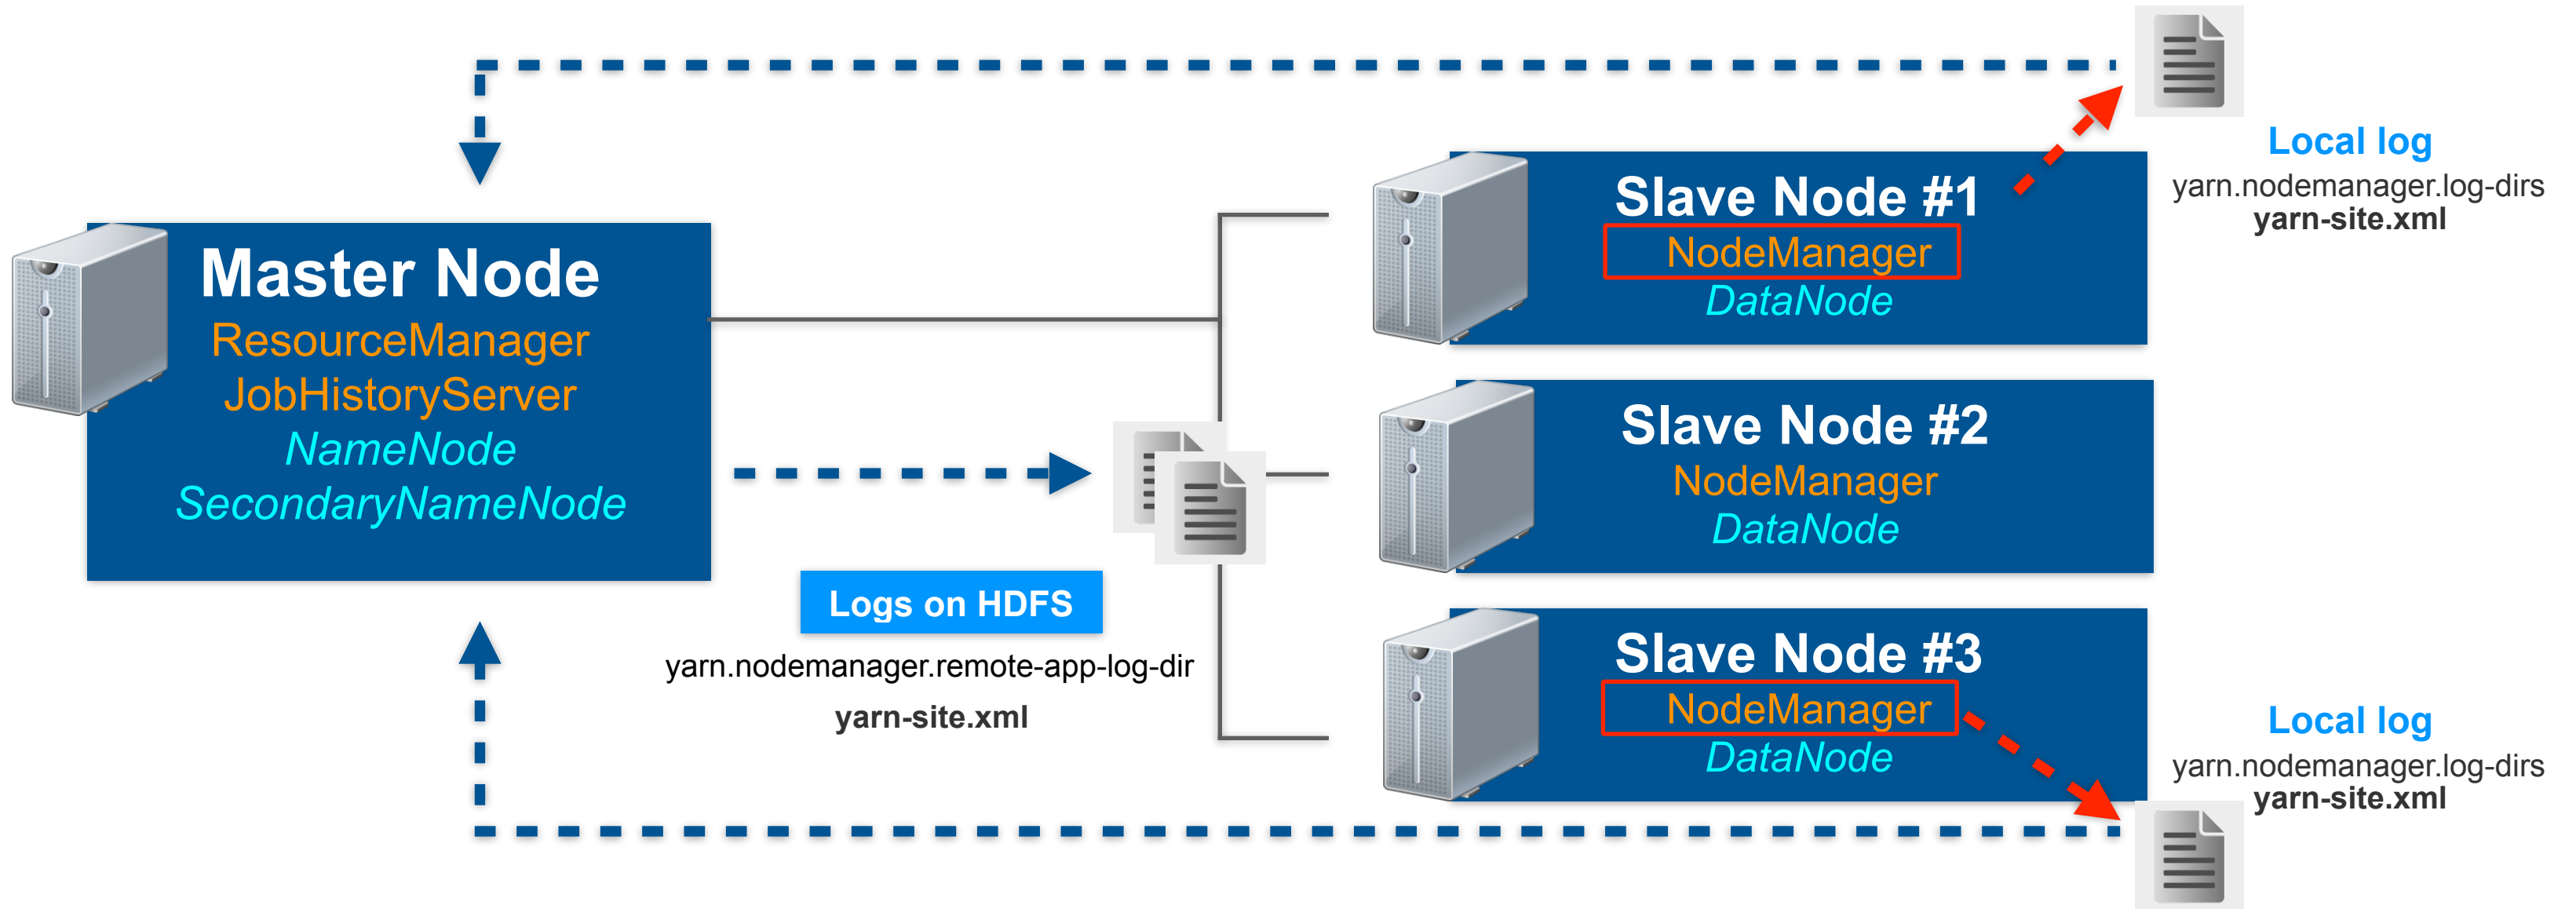 Master Node
ResourceManager
JobHistoryServer
NameNode
SecondaryNameNode
Logs on HDFS
yarn.nodemanager.remote-app-log-dir
yarn-site.xml
Slave Node #1
NodeManager
DataNode
Slave Node #2
NodeManager
DataNode
Slave Node #3
NodeManager
DataNode
Local log
yarn.nodemanager.log-dirs
yarn-site.xml
Local log
yarn.nodemanager.log-dirs
yarn-site.xml